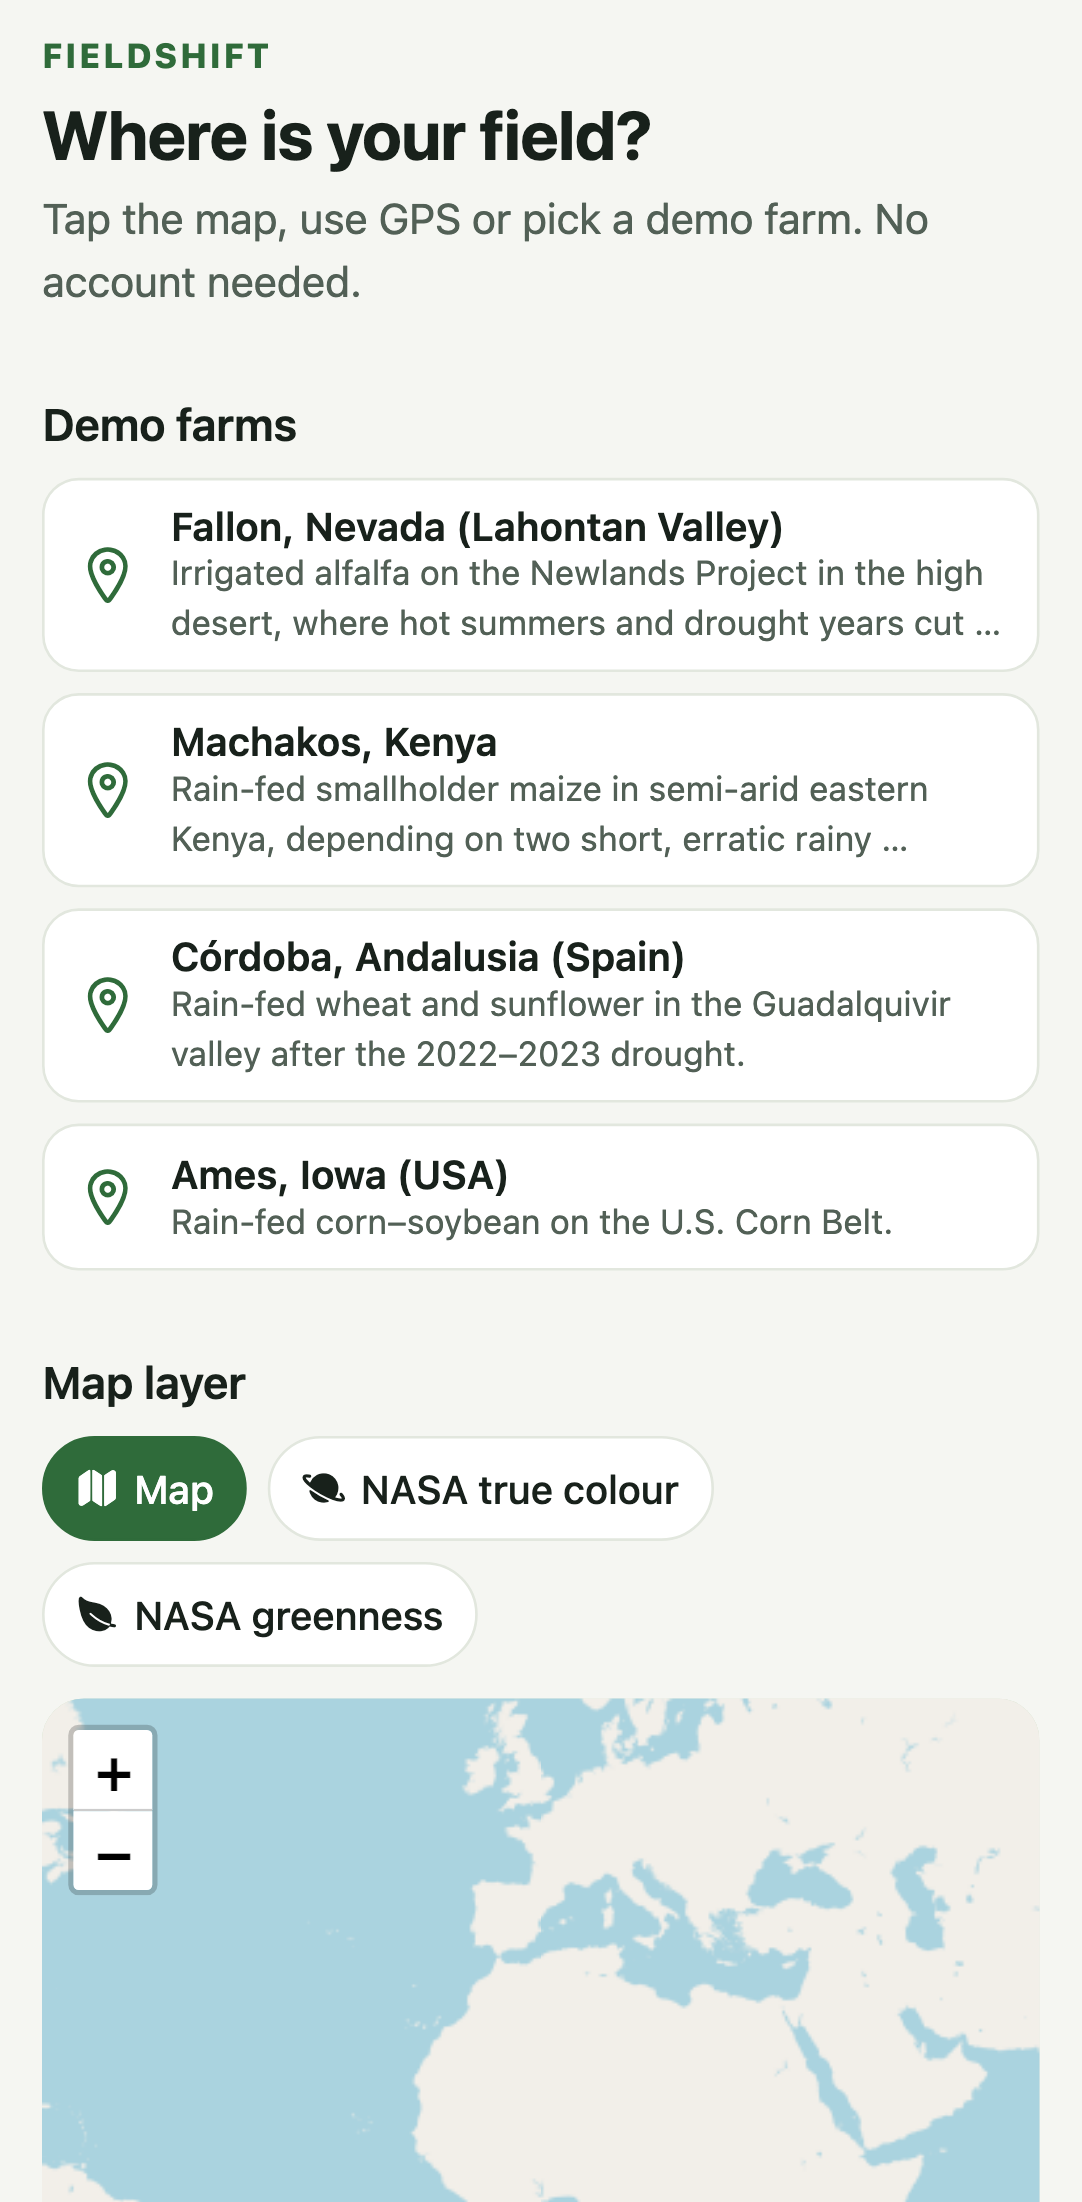 FIELDSHIFT
Where is your field?
Tap the map, use GPS or pick a demo farm. No
account needed.
Demo farms
Fallon, Nevada (Lahontan Valley)
Irrigated alfalfa on the Newlands Project in the high
desert, where hot summers and drought years cut ...
Machakos, Kenya
Rain-fed smallholder maize in semi-arid eastern
Kenya, depending on two short, erratic rainy ...
Córdoba, Andalusia (Spain)
Rain-fed wheat and sunflower in the Guadalquivir
valley after the 2022–2023 drought.
Ames, Iowa (USA)
Rain-fed corn–soybean on the U.S. Corn Belt.
Map layer
Map
NASA true colour
NASA greenness
+
−